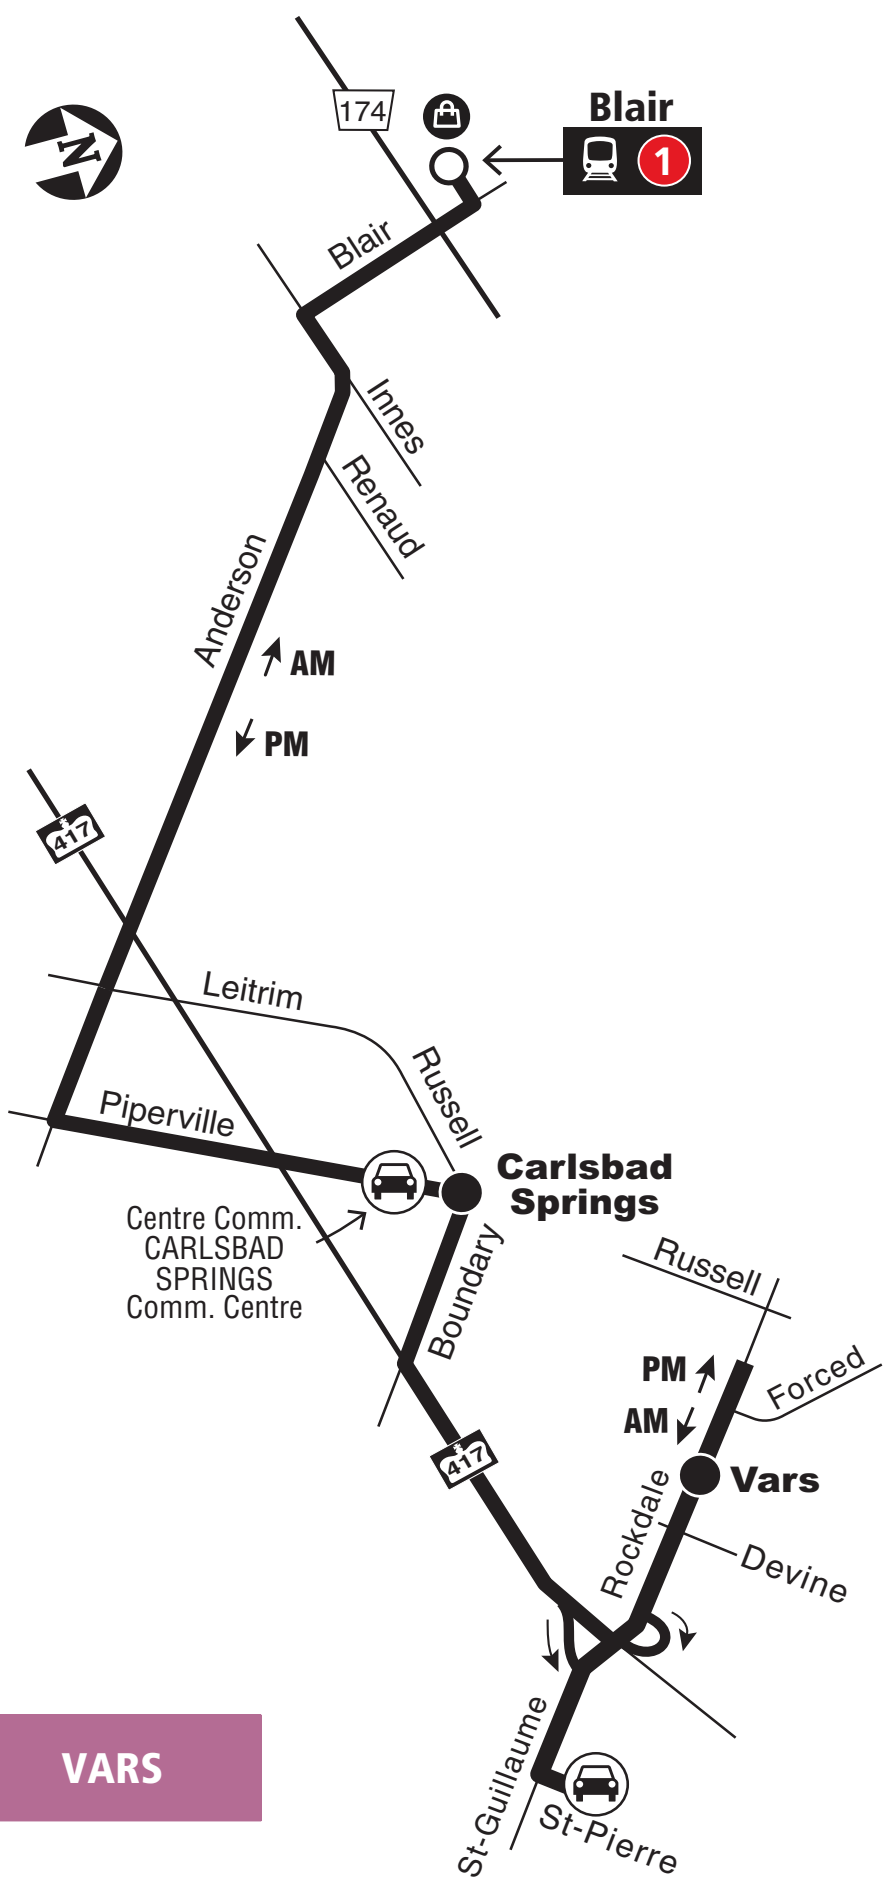 174
Blair
1
N
Blair
Innes
Renaud
Anderson
AM
PM
417
Leitrim
Russell
Piperville
Carlsbad
Springs
Centre Comm.
CARLSBAD
SPRINGS
Comm. Centre
Boundary
Russell
PM
Forced
AM
417
Vars
Rockdale
Devine
St-Guillaume
VARS
St-Pierre